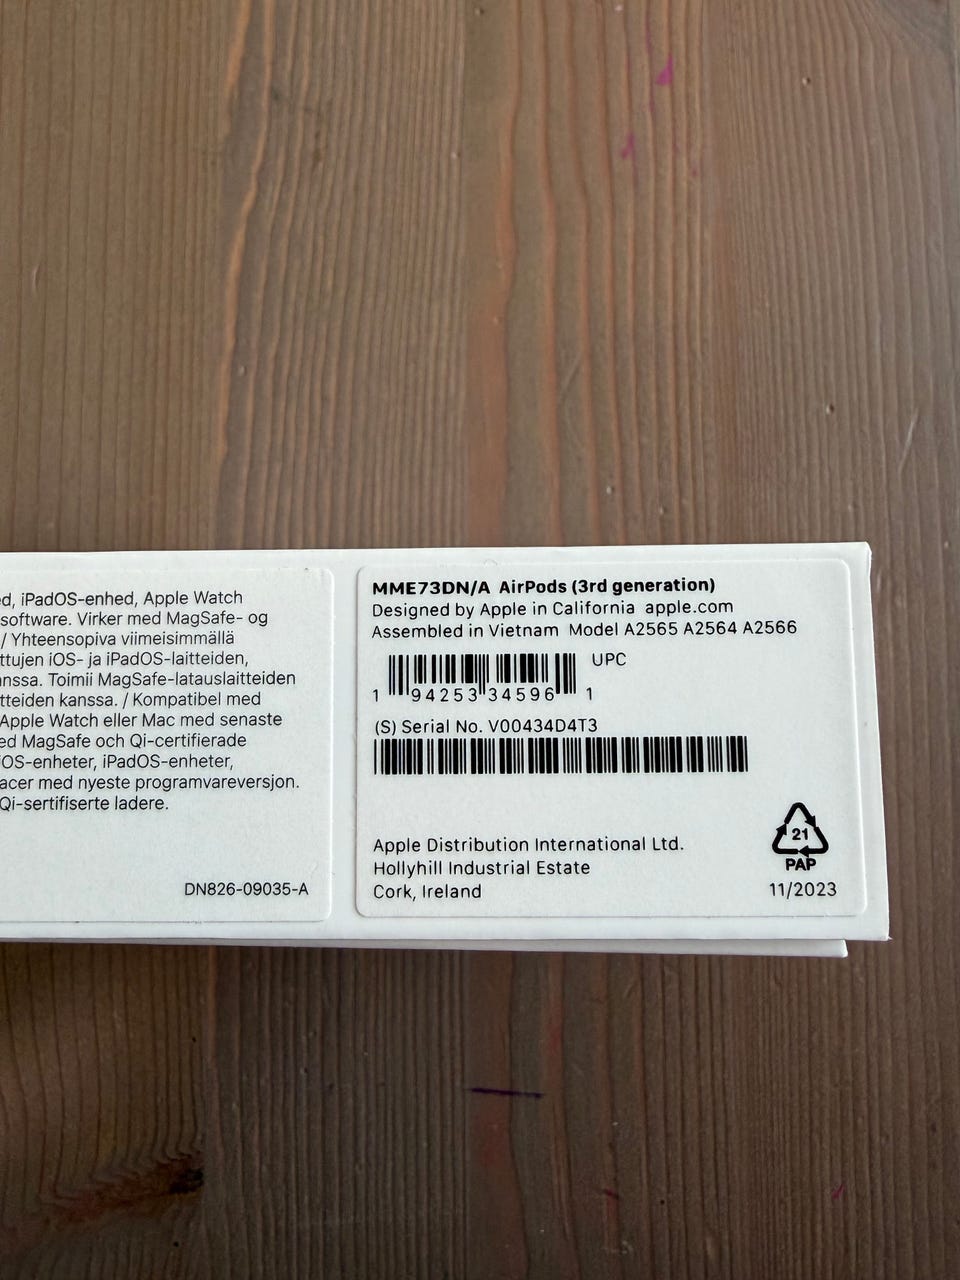 ed, iPadOS-enhed, Apple Watch
software. Virker med MagSafe- og
/ Yhteensopiva viimeisimmällä
ttujen iOS- ja iPadOS-laitteiden,
anssa. Toimii MagSafe-latauslaitteiden
tteiden kanssa. / Kompatibel med
Apple Watch eller Mac med senaste
ed MagSafe och Qi-certifierade
iOS-enheter, iPadOS-enheter,
acer med nyeste programvareversjon.
Qi-sertifiserte ladere.
DN826-09035-A
MME73DN/A AirPods (3rd generation)
Designed by Apple in California apple.com
Assembled in Vietnam Model A2565 A2564 A2566
UPC
1 94253 34596 1
(S) Serial No. V00434D4T3
Apple Distribution International Ltd.
Hollyhill Industrial Estate
Cork, Ireland
21
PAP
11/2023